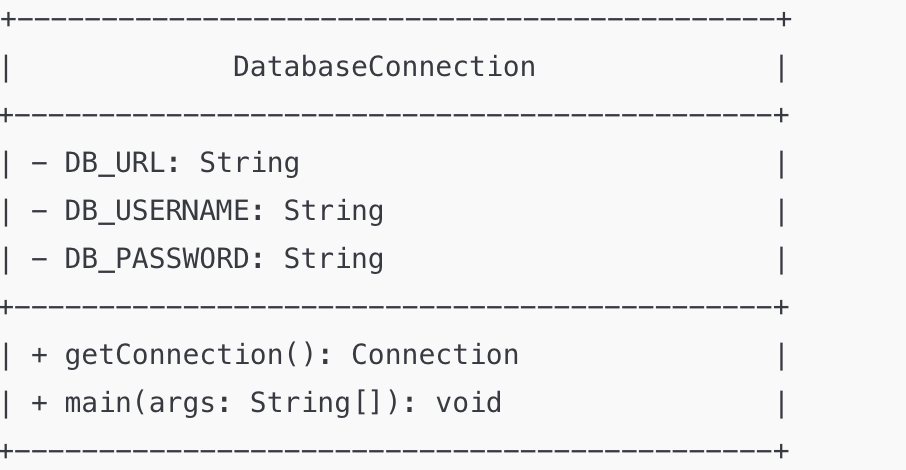 +---------------------------------------------+
| DatabaseConnection |
+---------------------------------------------+
| - DB_URL: String |
| - DB_USERNAME: String |
| - DB_PASSWORD: String |
+---------------------------------------------+
| + getConnection(): Connection |
| + main(args: String[]): void |
+---------------------------------------------+